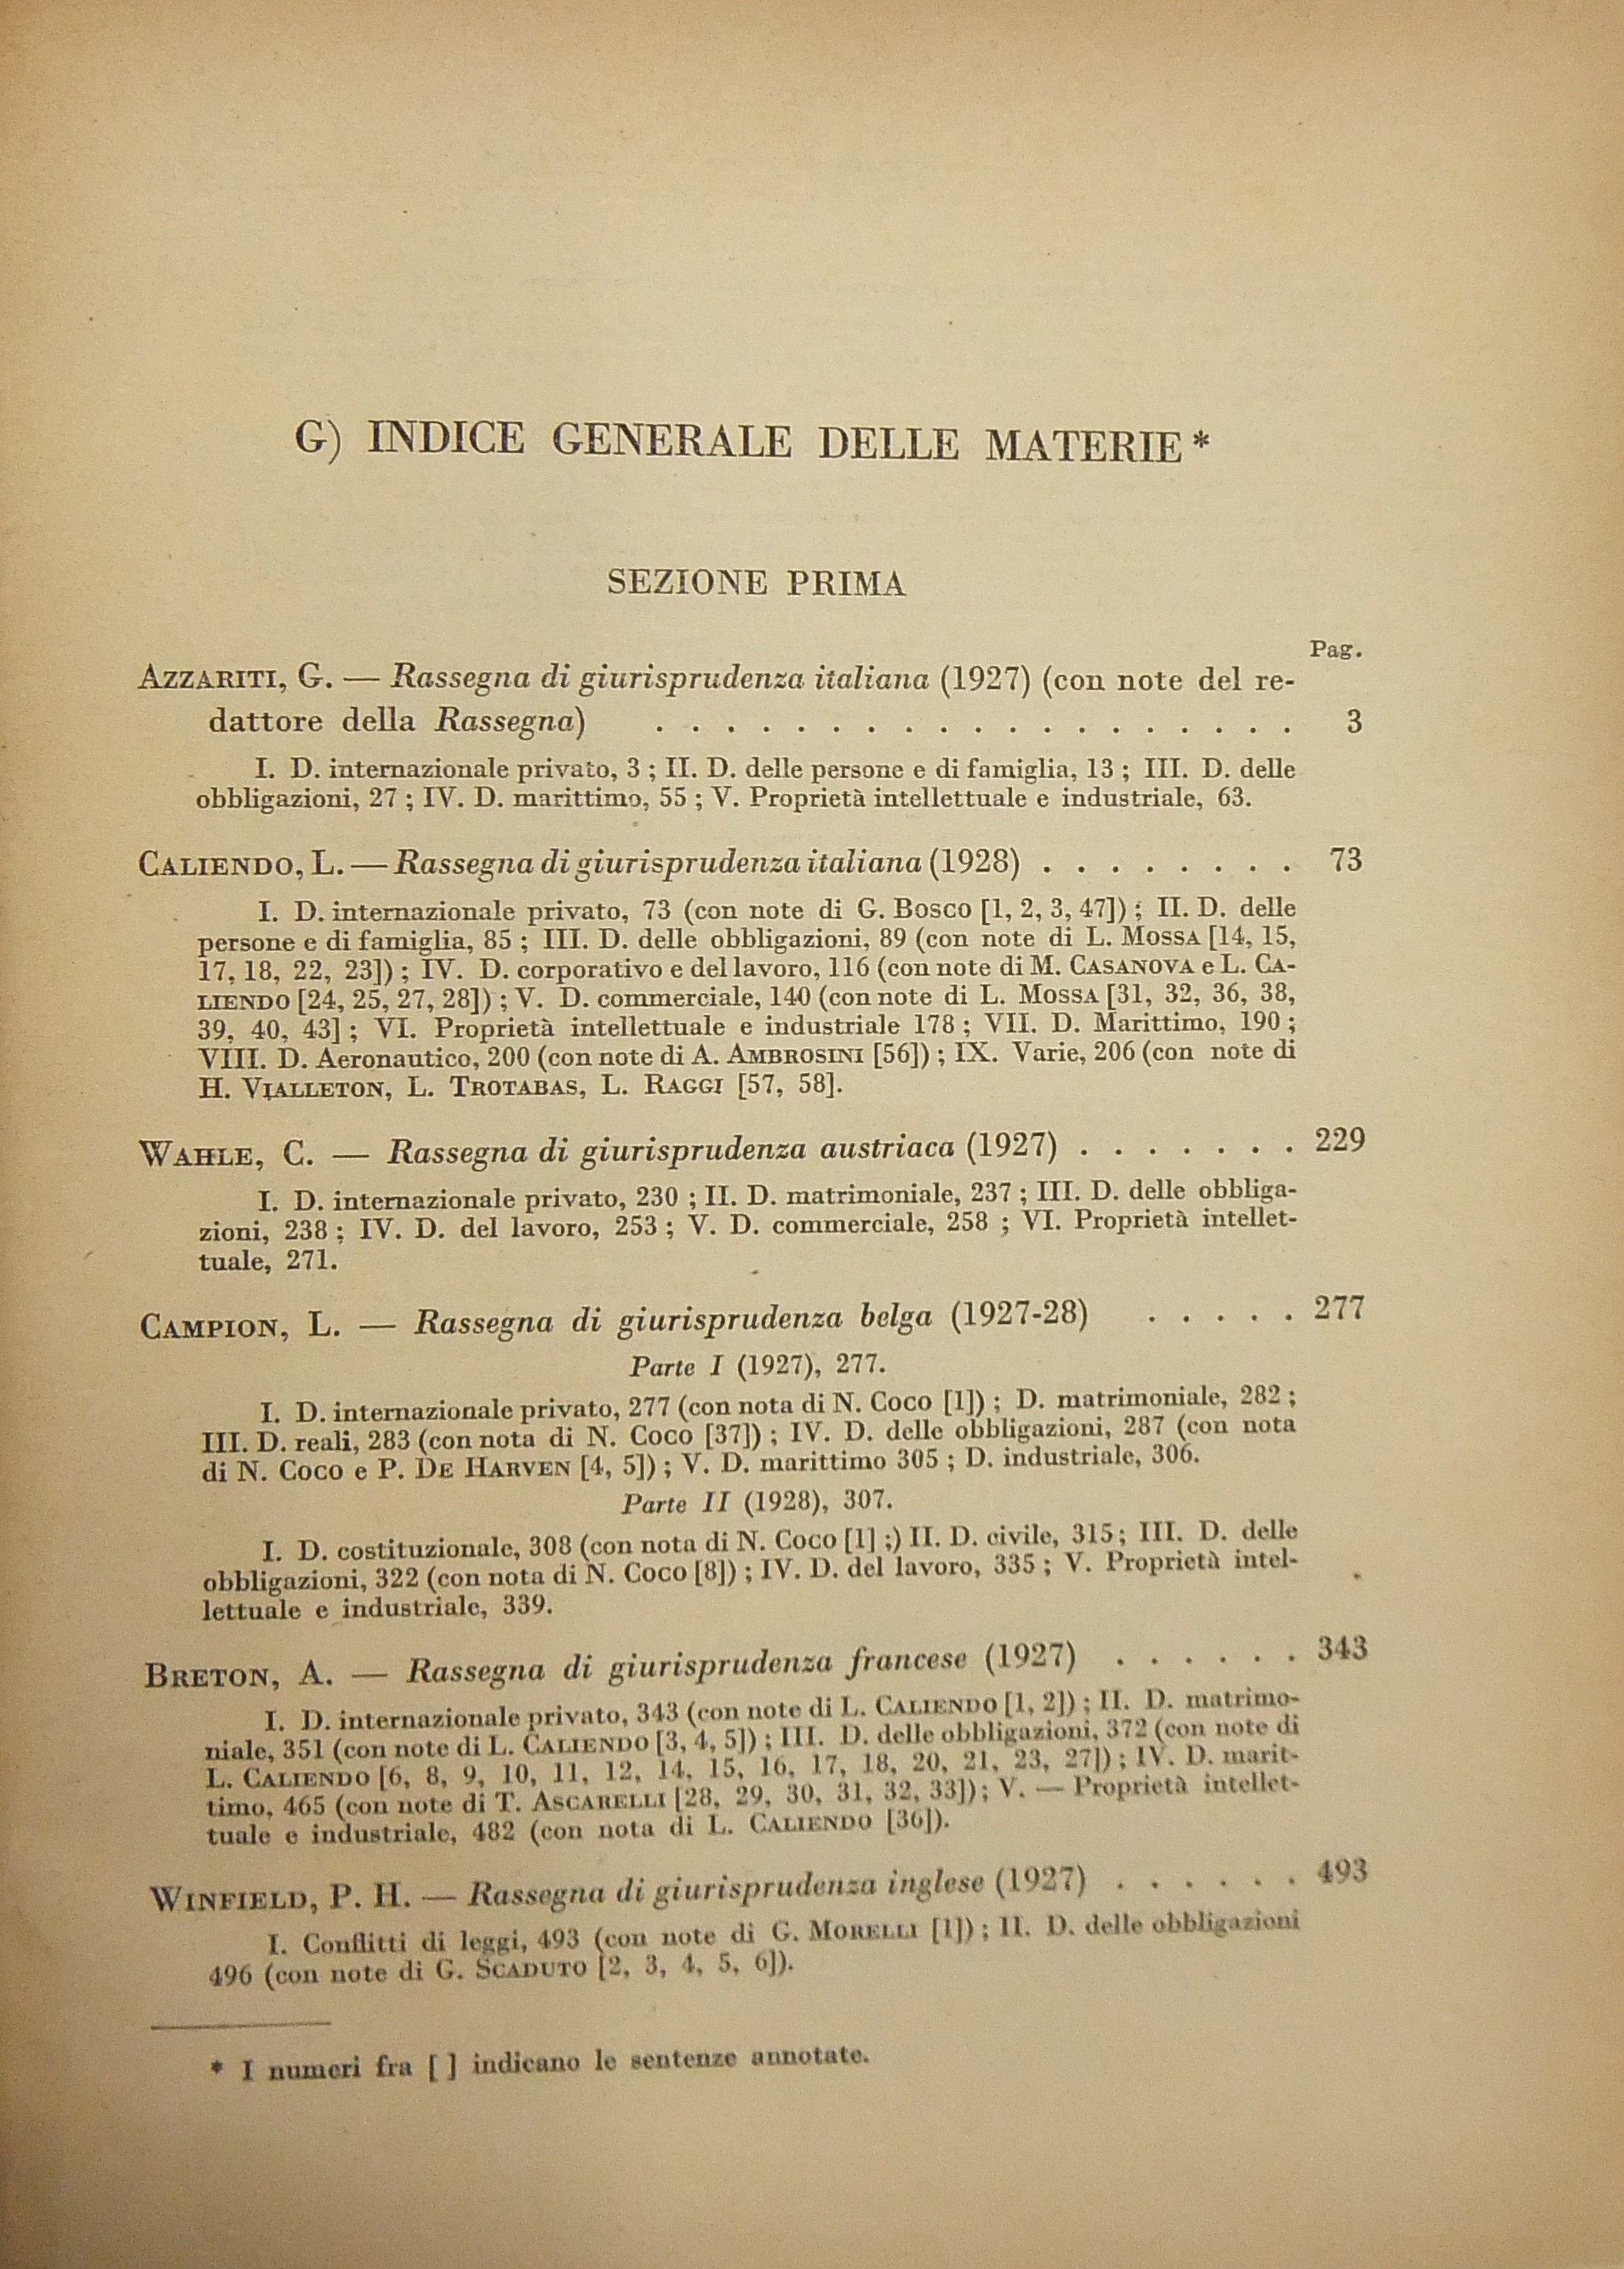 G) INDICE GENERALE DELLE MATERIE*
SEZIONE PRIMA
Pag.
AZZARITI, G. — Rassegna di giurisprudenza italiana (1927) (con note del re-
dattore della Rassegna) . . . . . . . . . . . . . . . . . . . 3
I. D. internazionale privato, 3 ; II. D. delle persone e di famiglia, 13 ; III. D. delle
obbligazioni, 27 ; IV. D. marittimo, 55 ; V. Proprietà intellettuale e industriale, 63.
CALIENDO, L. — Rassegna di giurisprudenza italiana (1928) . . . . . . . . 73
I. D. internazionale privato, 73 (con note di G. BOSCO [1, 2, 3, 47]) ; II. D. delle
persone e di famiglia, 85 ; III. D. delle obbligazioni, 89 (con note di L. MOSSA [14, 15,
17, 18, 22, 23]) ; IV. D. corporativo e del lavoro, 116 (con note di M. CASANOVA e L. CA-
LIENDO [24, 25, 27, 28]) ; V. D. commerciale, 140 (con note di L. MOSSA [31, 32, 36, 38,
39, 40, 43] ; VI. Proprietà intellettuale e industriale 178 ; VII. D. Marittimo, 190 ;
VIII. D. Aeronautico, 200 (con note di A. AMBROSINI [56]) ; IX. Varie, 206 (con note di
H. VIALLETON, L. TROTABAS, L. RAGGI [57, 58].
WAHLE, C. — Rassegna di giurisprudenza austriaca (1927) . . . . . . . 229
I. D. internazionale privato, 230 ; II. D. matrimoniale, 237 ; III. D. delle obbliga-
zioni, 238 ; IV. D. del lavoro, 253 ; V. D. commerciale, 258 ; VI. Proprietà intellet-
tuale, 271.
CAMPION, L. — Rassegna di giurisprudenza belga (1927-28) . . . . . 277
Parte I (1927), 277.
I. D. internazionale privato, 277 (con nota di N. COCO [1]) ; D. matrimoniale, 282 ;
III. D. reali, 283 (con nota di N. COCO [37]) ; IV. D. delle obbligazioni, 287 (con nota
di N. COCO e P. DE HARVEN [4, 5]) ; V. D. marittimo 305 ; D. industriale, 306.
Parte II (1928), 307.
I. D. costituzionale, 308 (con nota di N. COCO [1] ;) II. D. civile, 315 ; III. D. delle
obbligazioni, 322 (con nota di N. COCO [8]) ; IV. D. del lavoro, 335 ; V. Proprietà intel-
lettuale e industriale, 339.
BRETON, A. — Rassegna di giurisprudenza francese (1927) . . . . . . 343
I. D. internazionale privato, 343 (con note di L. CALIENDO [1, 2]) ; II. D. matrimo-
niale, 351 (con note di L. CALIENDO [3, 4, 5]) ; III. D. delle obbligazioni, 372 (con note di
L. CALIENDO [6, 8, 9, 10, 11, 12, 14, 15, 16, 17, 18, 20, 21, 23, 27]) ; IV. D. marit-
timo, 465 (con note di T. ASCARELLI [28, 29, 30, 31, 32, 33]) ; V. — Proprietà intellet-
tuale e industriale, 482 (con nota di L. CALIENDO [36]).
WINFIELD, P. H. — Rassegna di giurisprudenza inglese (1927) . . . . . . 493
I. Conflitti di leggi, 493 (con note di G. MORELLI [1]) ; II. D. delle obbligazioni
496 (con note di G. SCADUTO [2, 3, 4, 5, 6]).
* I numeri fra [ ] indicano le sentenze annotate.